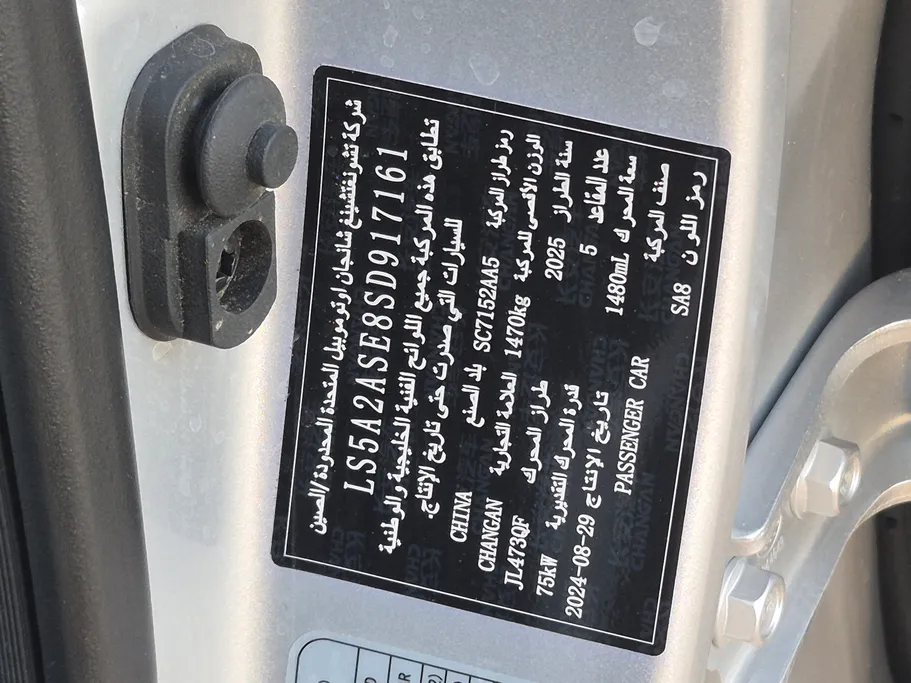 شركة تشونغتشينغ شانجان اوتوموبيل المتحدة المحدودة/الصين
LS5A2ASE8SD917161
تطابق هذه المركبة جميع اللوائح الفنية الخليجية والوطنية
للسيارات التي صدرت حتى تاريخ الإنتاج.
رمز طراز المركبة SC7152AA5 بلد الصنع CHINA
الوزن الأقصى للمركبة 1470kg العلامة التجارية CHANGAN
سنة الطراز 2025 طراز المحرك JL473QF
عدد المقاعد 5 قدرة المحرك التقديرية 75kW
سعة المحرك 1480mL تاريخ الإنتاج 2024-08-29
صنف المركبة PASSENGER CAR
رمز اللون SA8